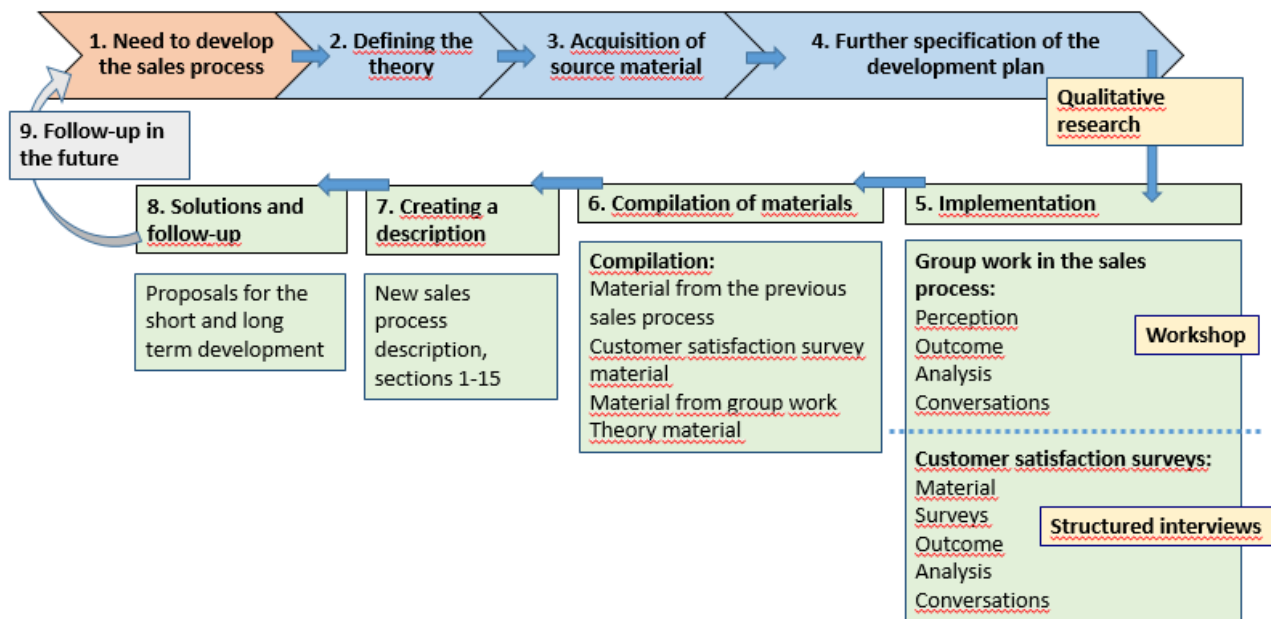 1. Need to develop
the sales process
2. Defining the
theory
3. Acquisition of
source material
4. Further specification of the
development plan
Qualitative
research
9. Follow-up in
the future
8. Solutions and
follow-up
7. Creating a
description
6. Compilation of materials
5. Implementation
Proposals for the
short and long
term development
New sales
process
description,
sections 1-15
Compilation:
Material from the previous
sales process
Customer satisfaction survey
material
Material from group work
Theory material
Group work in the sales
process:
Perception
Outcome
Analysis
Conversations
Workshop
Customer satisfaction surveys:
Material
Surveys
Outcome
Analysis
Conversations
Structured interviews